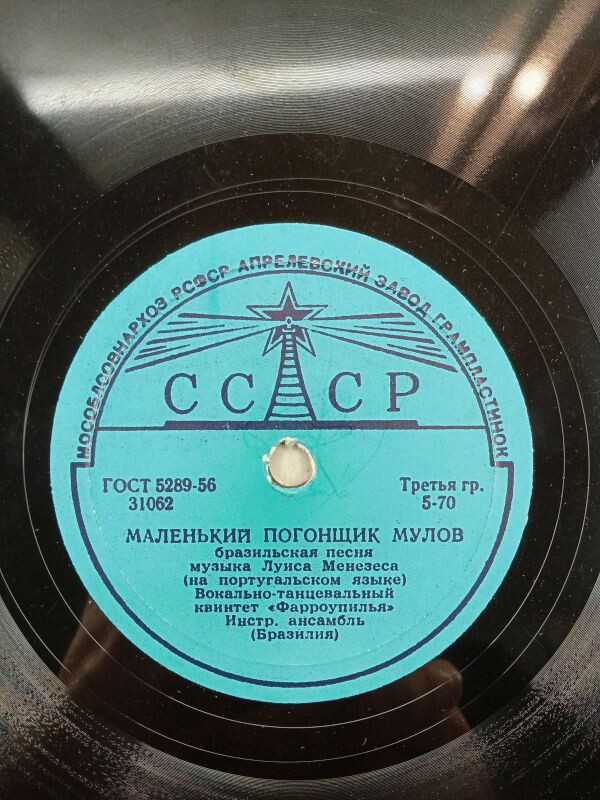 МОСОБЛСОВНАРХОЗ РСФСР АПРЕЛЕВСКИЙ ЗАВОД ГРАМПЛАСТИНОК
СССР
ГОСТ 5289-56
31062
Третья гр.
5-70
МАЛЕНЬКИЙ ПОГОНЩИК МУЛОВ
бразильская песня
музыка Луиса Менезеса
(на португальском языке)
Вокально-танцевальный
квинтет «Фарроупилья»
Инстр. ансамбль
(Бразилия)